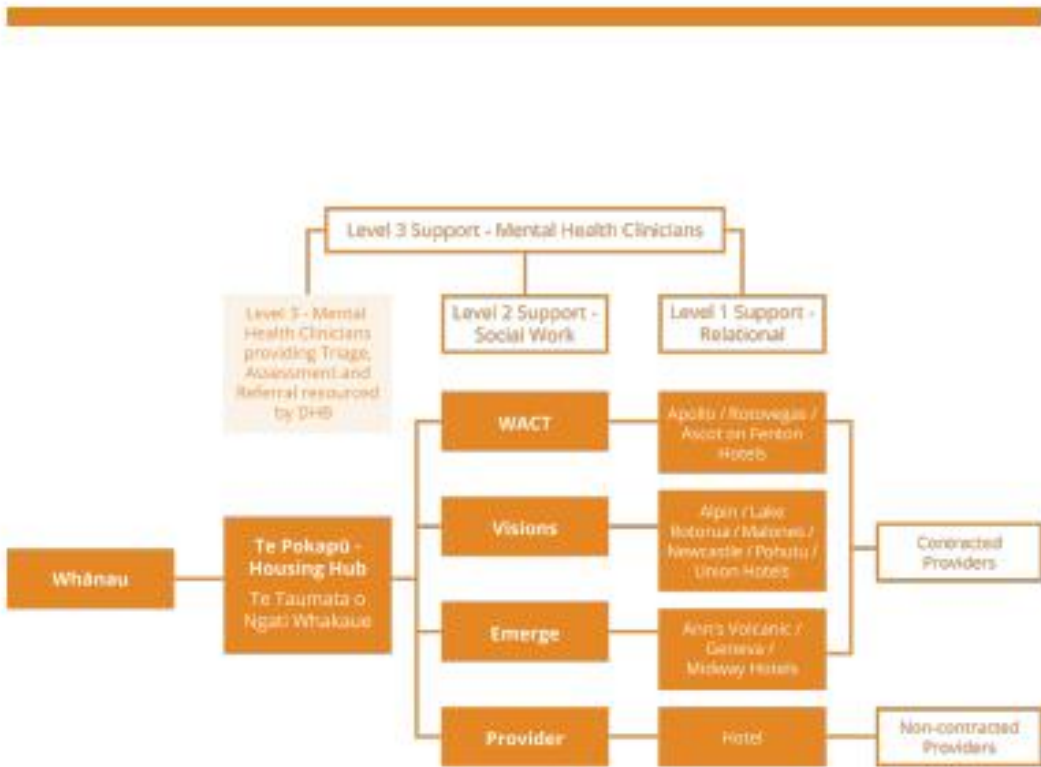 Level 3 Support - Mental Health Clinicians
Level 3 - Mental
Health Clinicians
providing Triage,
Assessment and
Referral resourced
by DHB
Level 2 Support -
Social Work
Level 1 Support -
Relational
WACT
Apollo / Rotovegas /
Ascot on Fenton
Hotels
Visions
Alpin / Lake
Rotorua / Malones /
Newcastle / Pohutu /
Union Hotels
Contracted
Providers
Whānau
Te Pokapū -
Housing Hub
Te Taumata o
Ngati Whakaue
Emerge
Ann's Volcanic /
Geneva /
Midway Hotels
Provider
Hotel
Non-contracted
Providers